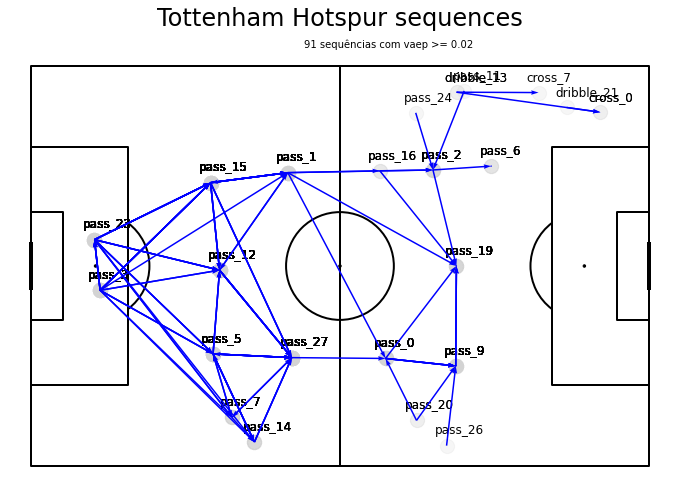 Tottenham Hotspur sequences
91 sequências com vaep >= 0.02
pass_11
dribble_13
cross_7
dribble_21
cross_0
pass_24
pass_1
pass_16
pass_2
pass_6
pass_15
pass_23
pass_12
pass_19
pass_5
pass_27
pass_0
pass_9
pass_7
pass_14
pass_20
pass_26